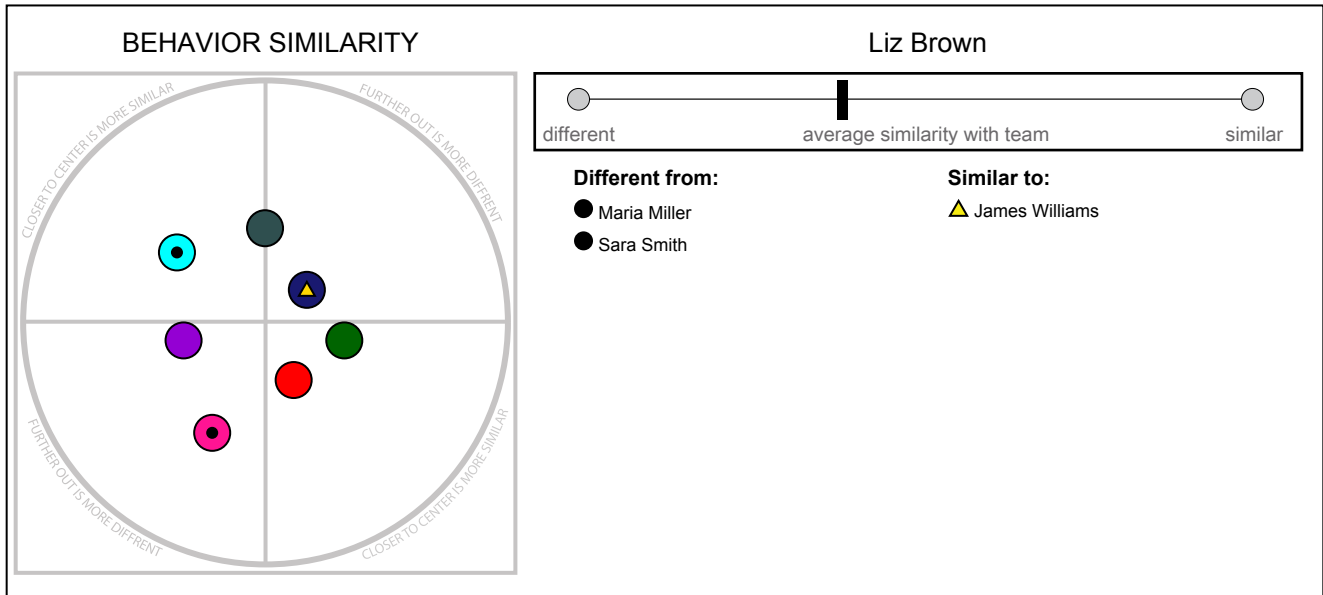 BEHAVIOR SIMILARITY
CLOSER TO CENTER IS MORE SIMILAR
FURTHER OUT IS MORE DIFFRENT
FURTHER OUT IS MORE DIFFRENT
CLOSER TO CENTER IS MORE SIMILAR
Liz Brown
different average similarity with team similar
Different from:
Maria Miller
Sara Smith
Similar to:
James Williams